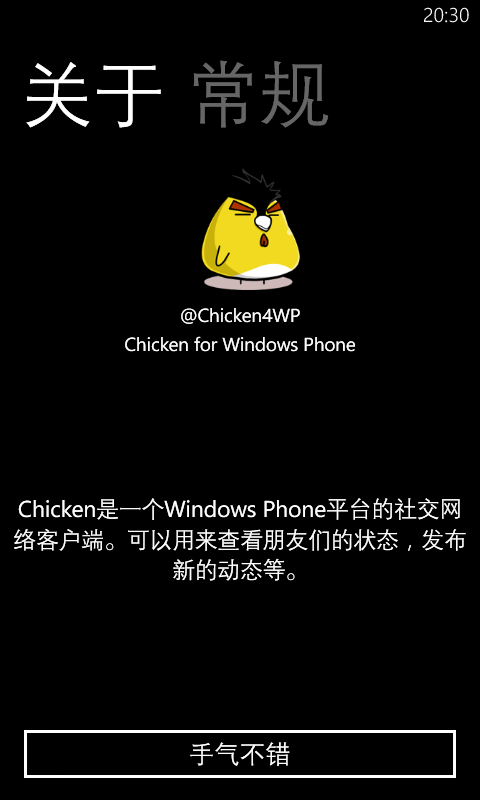 20:30
关于 常规
@Chicken4WP
Chicken for Windows Phone
Chicken是一个Windows Phone平台的社交网
络客户端。可以用来查看朋友们的状态，发布
新的动态等。
手气不错